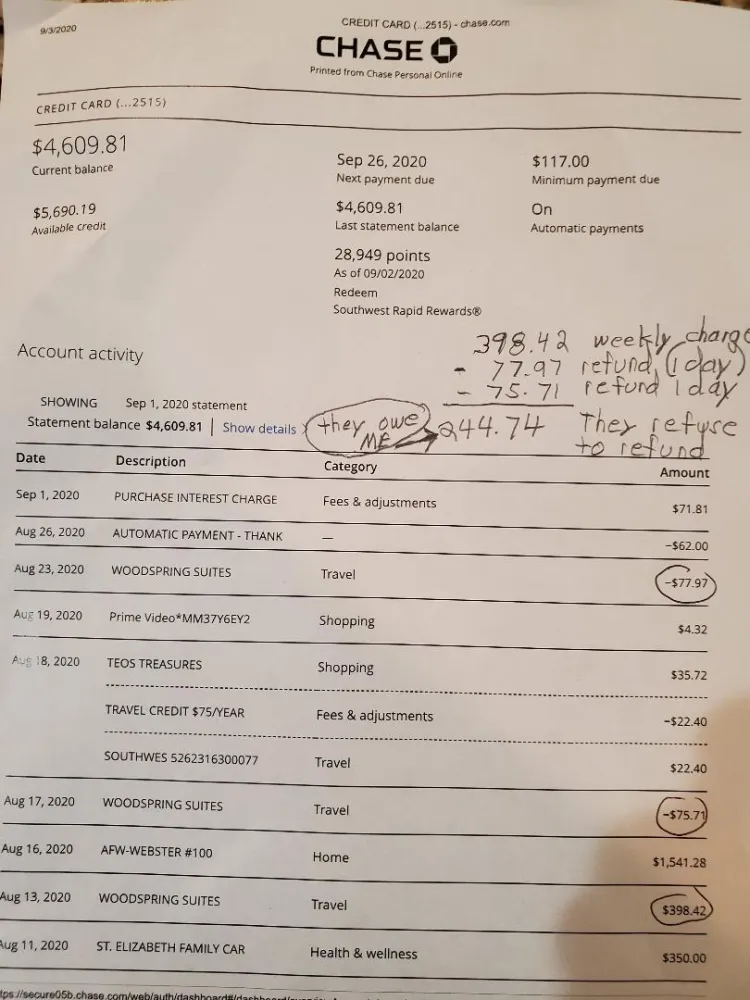 9/3/2020
CREDIT CARD (...2515) - chase.com
CHASE
Printed from Chase Personal Online
CREDIT CARD (...2515)
$4,609.81
Current balance
$5,690.19
Available credit
Sep 26, 2020
Next payment due
$4,609.81
Last statement balance
28,949 points
As of 09/02/2020
Redeem
Southwest Rapid Rewards®
$117.00
Minimum payment due
On
Automatic payments
398.42 weekly charge
- 77.97 refund (1 day)
- 75.71 refund 1 day
244.74 They refuse
to refund
they owe
ME
Account activity
SHOWING Sep 1, 2020 statement
Statement balance $4,609.81 | Show details
Date Description Category Amount
Sep 1, 2020 PURCHASE INTEREST CHARGE Fees & adjustments $71.81
Aug 26, 2020 AUTOMATIC PAYMENT - THANK — −$62.00
Aug 23, 2020 WOODSPRING SUITES Travel −$77.97
Aug 19, 2020 Prime Video*MM37Y6EY2 Shopping $4.32
Aug 18, 2020 TEOS TREASURES Shopping $35.72
TRAVEL CREDIT $75/YEAR Fees & adjustments −$22.40
SOUTHWES 5262316300077 Travel $22.40
Aug 17, 2020 WOODSPRING SUITES Travel −$75.71
Aug 16, 2020 AFW-WEBSTER #100 Home $1,541.28
Aug 13, 2020 WOODSPRING SUITES Travel $398.42
Aug 11, 2020 ST. ELIZABETH FAMILY CAR Health & wellness $350.00